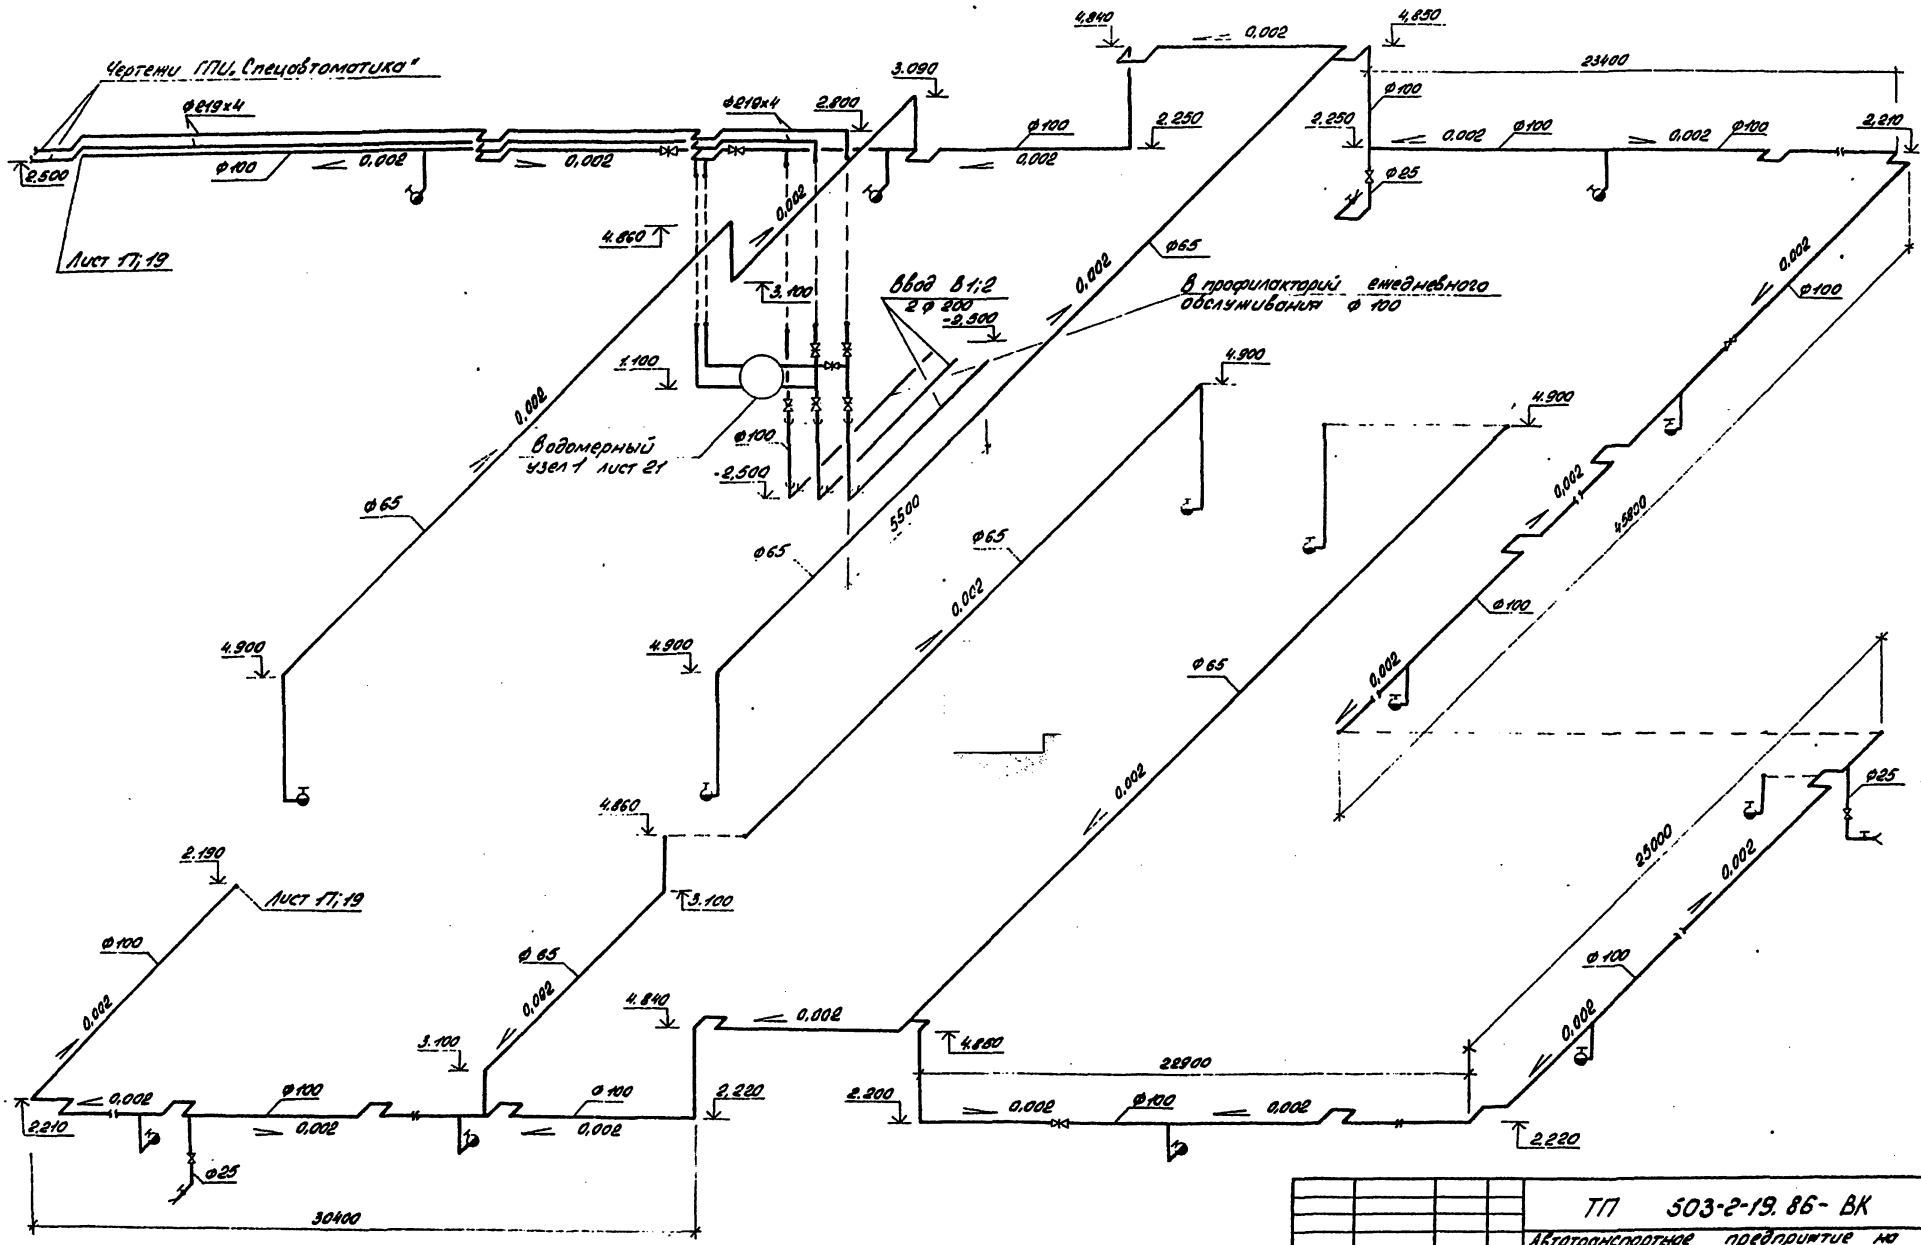 4,840
0,002
4,850
23400
Чертежи ГПИ „Спецавтоматика"
3.090
ф219х4
ф219х4
2.800
ф100
2.250
2.250
ф100
0.002
ф100
0.002
ф100
2,210
2,500
ф100
0,002
0,002
0,002
ф25
Лист 17; 19
4.860
0,002
3.100
ф65
0.002
Ввод В1;2
2 ф 200
-2,500
В профилакторий ежедневного
обслуживания ф 100
0.002
ф100
1.100
4.900
4.900
0.002
Водомерный
узел 1 лист 21
ф100
-2,500
0,002
45800
ф65
5500
ф65
ф65
0.002
ф100
4.900
4.900
0,002
ф65
0.002
ф25
4.860
2.190
Лист 17; 19
3.100
25000
0.002
ф100
ф65
ф100
0,002
0,002
4.840
0,002
0.002
3.100
4.850
22900
0.002
ф100
ф100
2,220
2.200
0.002
ф100
0.002
2,210
0.002
0.002
2.220
ф25
30400
ТП 503-2-19.86-ВК
Автотранспортное предприятие на